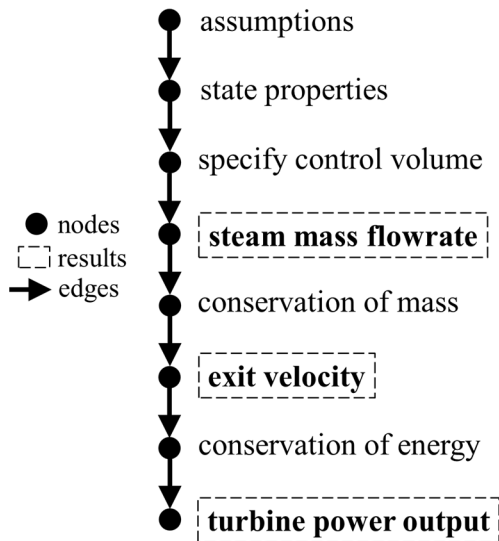 assumptions
state properties
specify control volume
steam mass flowrate
conservation of mass
exit velocity
conservation of energy
turbine power output
nodes
results
edges